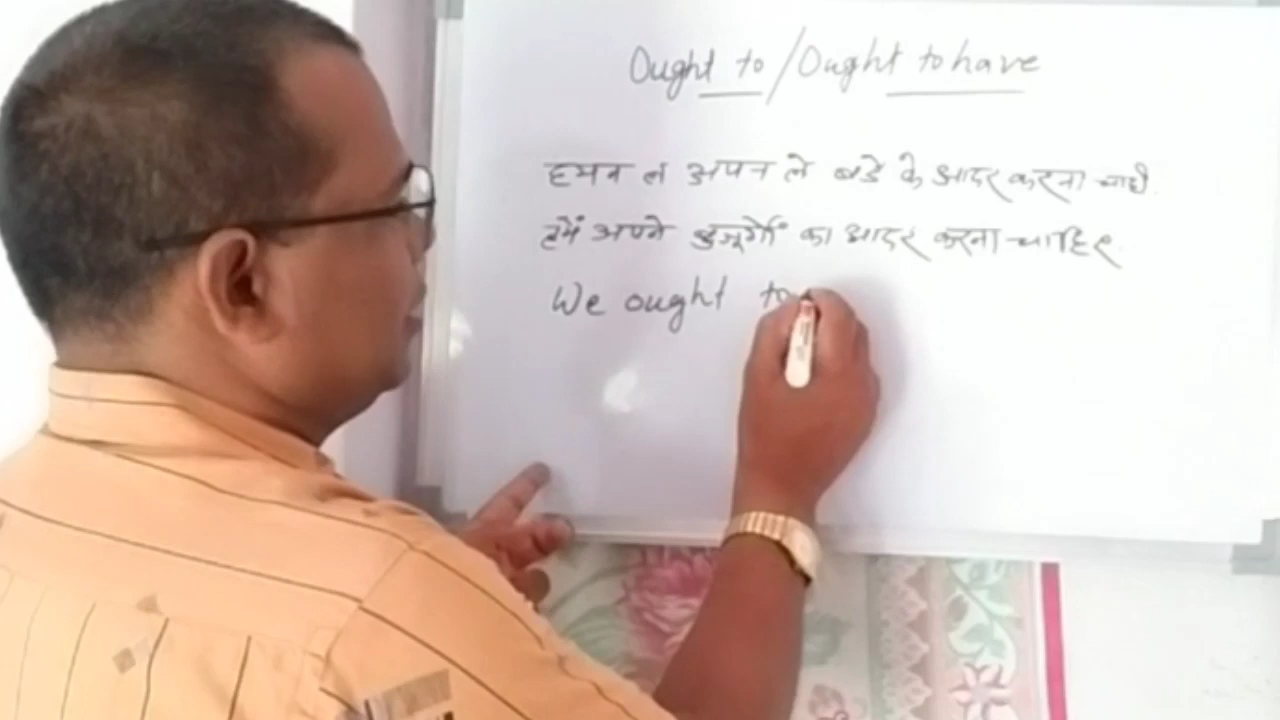 Ought to / Ought to have
हमन ल अपन ले बडे के आदर करना चाही
हमें अपने बुजूर्गों का आदर करना चाहिए
We ought to